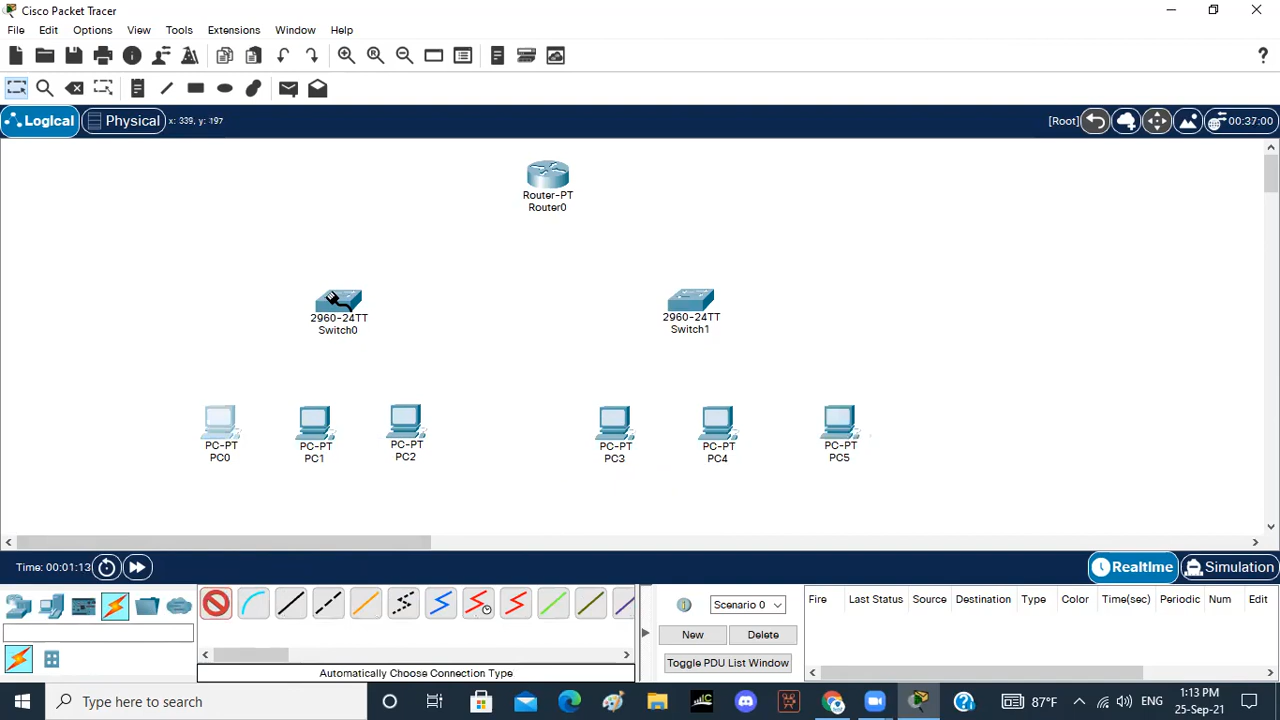 Cisco Packet Tracer
File Edit Options View Tools Extensions Window Help
Logical Physical x: 339, y: 197 [Root] 00:37:00
Router-PT
Router0
2960-24TT
Switch0
2960-24TT
Switch1
PC-PT
PC0
PC-PT
PC1
PC-PT
PC2
PC-PT
PC3
PC-PT
PC4
PC-PT
PC5
Time: 00:01:13 Realtime Simulation
Scenario 0
New Delete
Toggle PDU List Window
Fire Last Status Source Destination Type Color Time(sec) Periodic Num Edit
Automatically Choose Connection Type
Type here to search
87°F ENG
1:13 PM
25-Sep-21